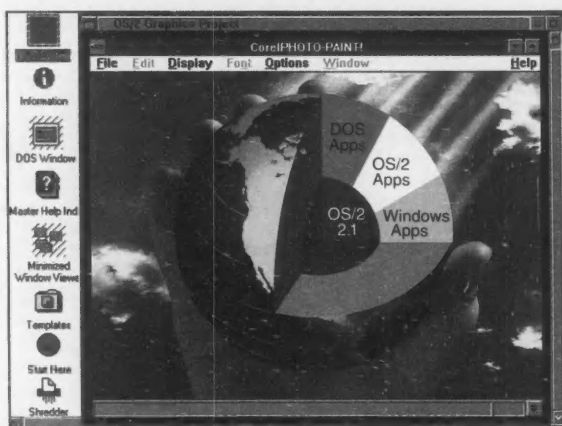 OS/2 Graphics Project
CorelPHOTO-PAINT!
File Edit Display Font Options Window Help
Information
DOS Window
Master Help Ind
Minimized
Window Viewe
Templates
Start Here
Shredder
DOS
Apps
OS/2
Apps
Windows
Apps
OS/2
2.1